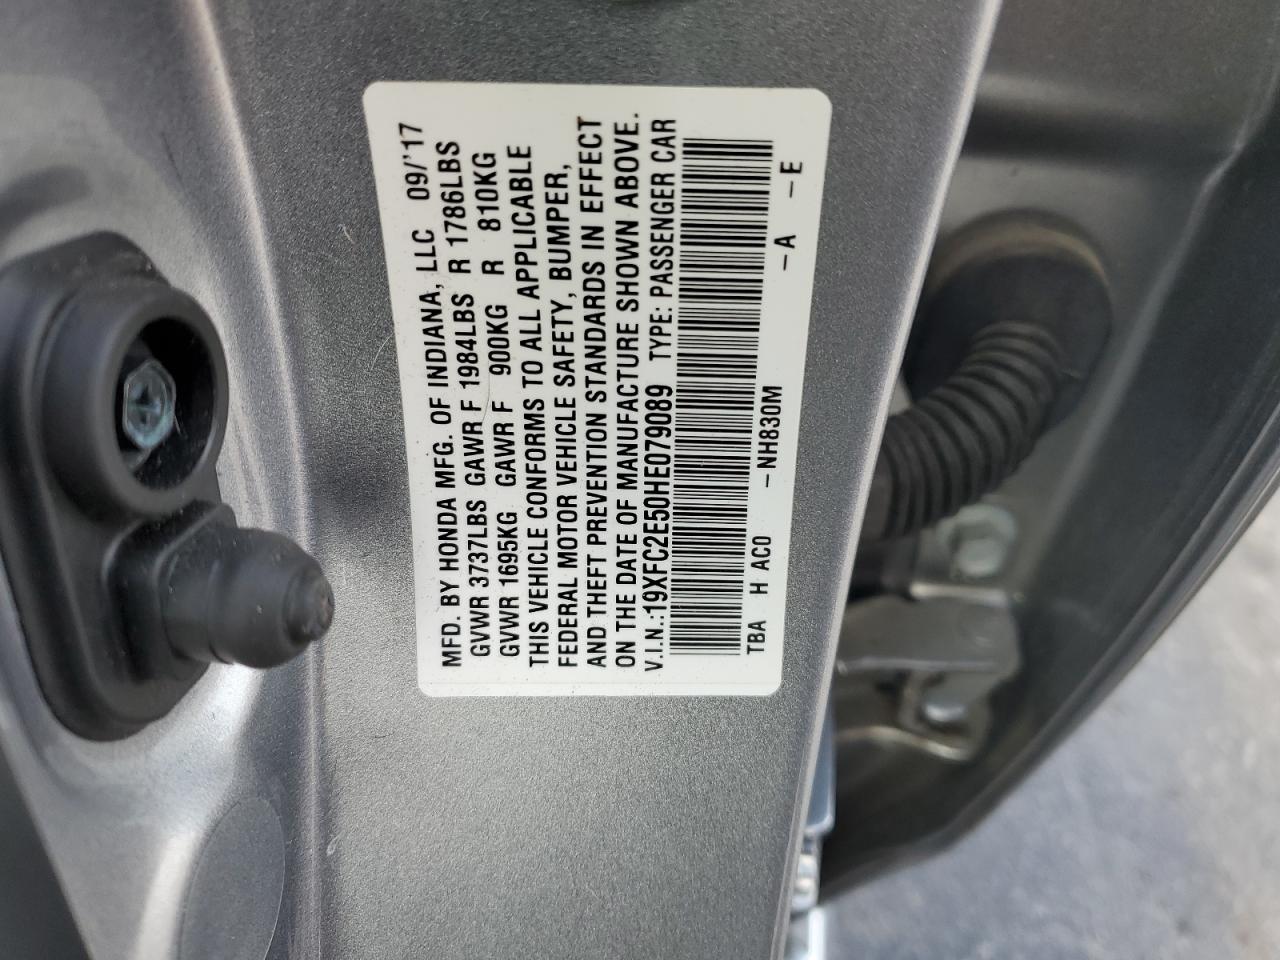 MFD. BY HONDA MFG. OF INDIANA, LLC 09/'17
GVWR 3737LBS GAWR F 1984LBS R 1786LBS
GVWR 1695KG GAWR F 900KG R 810KG
THIS VEHICLE CONFORMS TO ALL APPLICABLE
FEDERAL MOTOR VEHICLE SAFETY, BUMPER,
AND THEFT PREVENTION STANDARDS IN EFFECT
ON THE DATE OF MANUFACTURE SHOWN ABOVE.
V.I.N.:19XFC2E50HE079089 TYPE: PASSENGER CAR
TBA H AC0 -NH830M -A -E